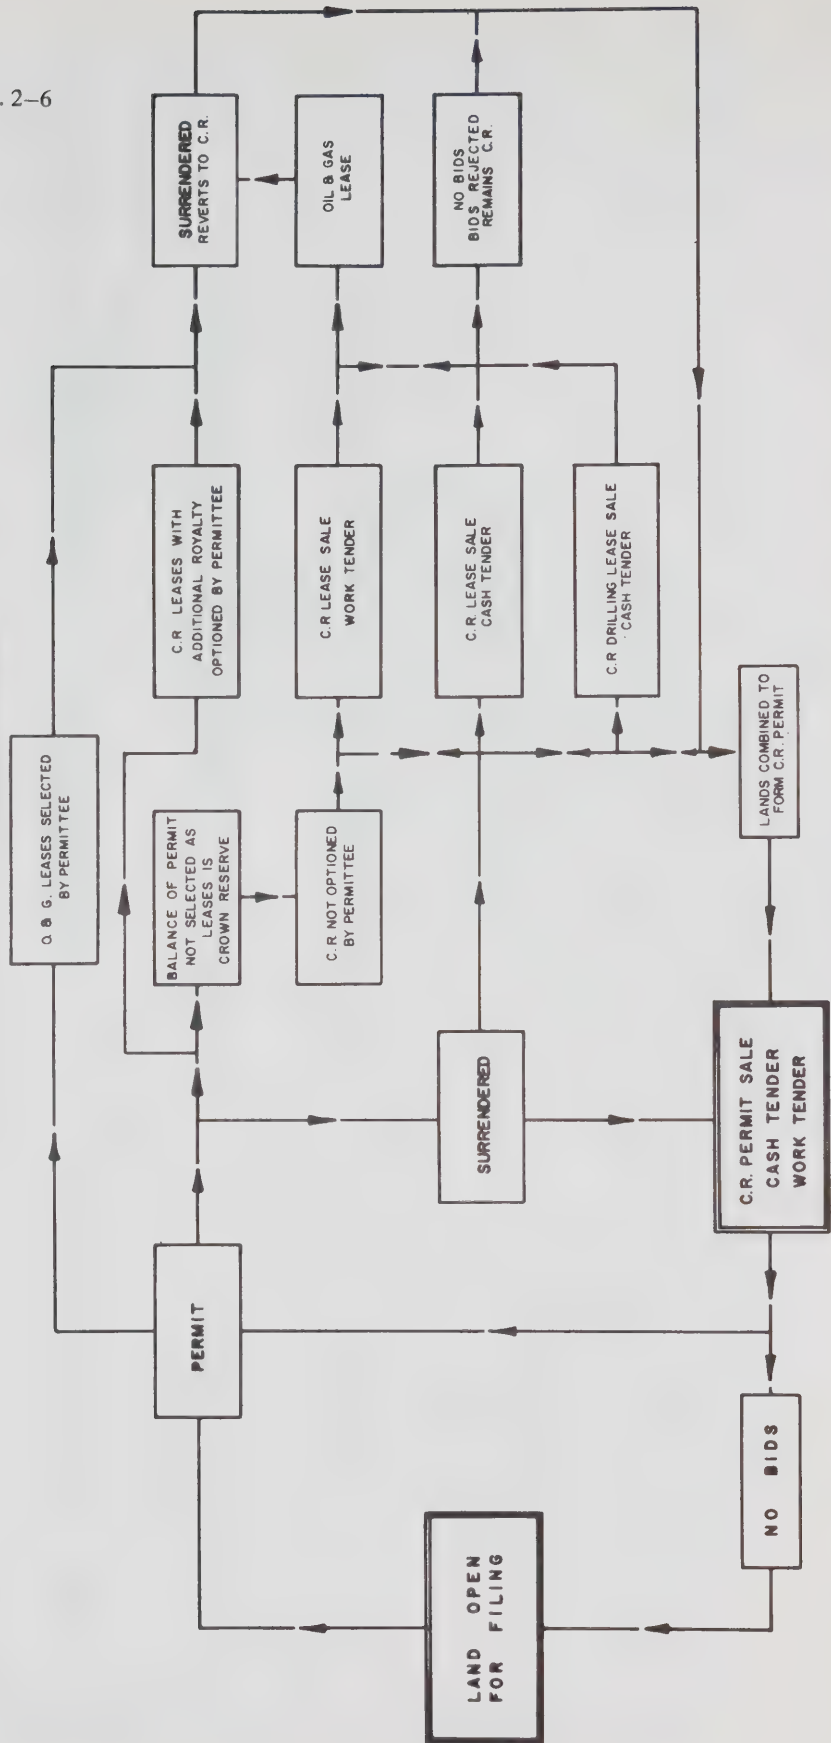 . 2–6
LAND OPEN
FOR FILING
PERMIT
O. & G. LEASES SELECTED
BY PERMITTEE
BALANCE OF PERMIT
NOT SELECTED AS
LEASES IS
CROWN RESERVE
C.R. NOT OPTIONED
BY PERMITTEE
SURRENDERED
C.R. PERMIT SALE
CASH TENDER
WORK TENDER
NO BIDS
C.R LEASES WITH
ADDITIONAL ROYALTY
OPTIONED BY PERMITTEE
C.R LEASE SALE
WORK TENDER
C.R. LEASE SALE
CASH TENDER
C.R DRILLING LEASE SALE
CASH TENDER
LANDS COMBINED TO
FORM C.R. PERMIT
SURRENDERED
REVERTS TO C.R.
OIL & GAS
LEASE
NO BIDS
BIDS REJECTED
REMAINS C.R.